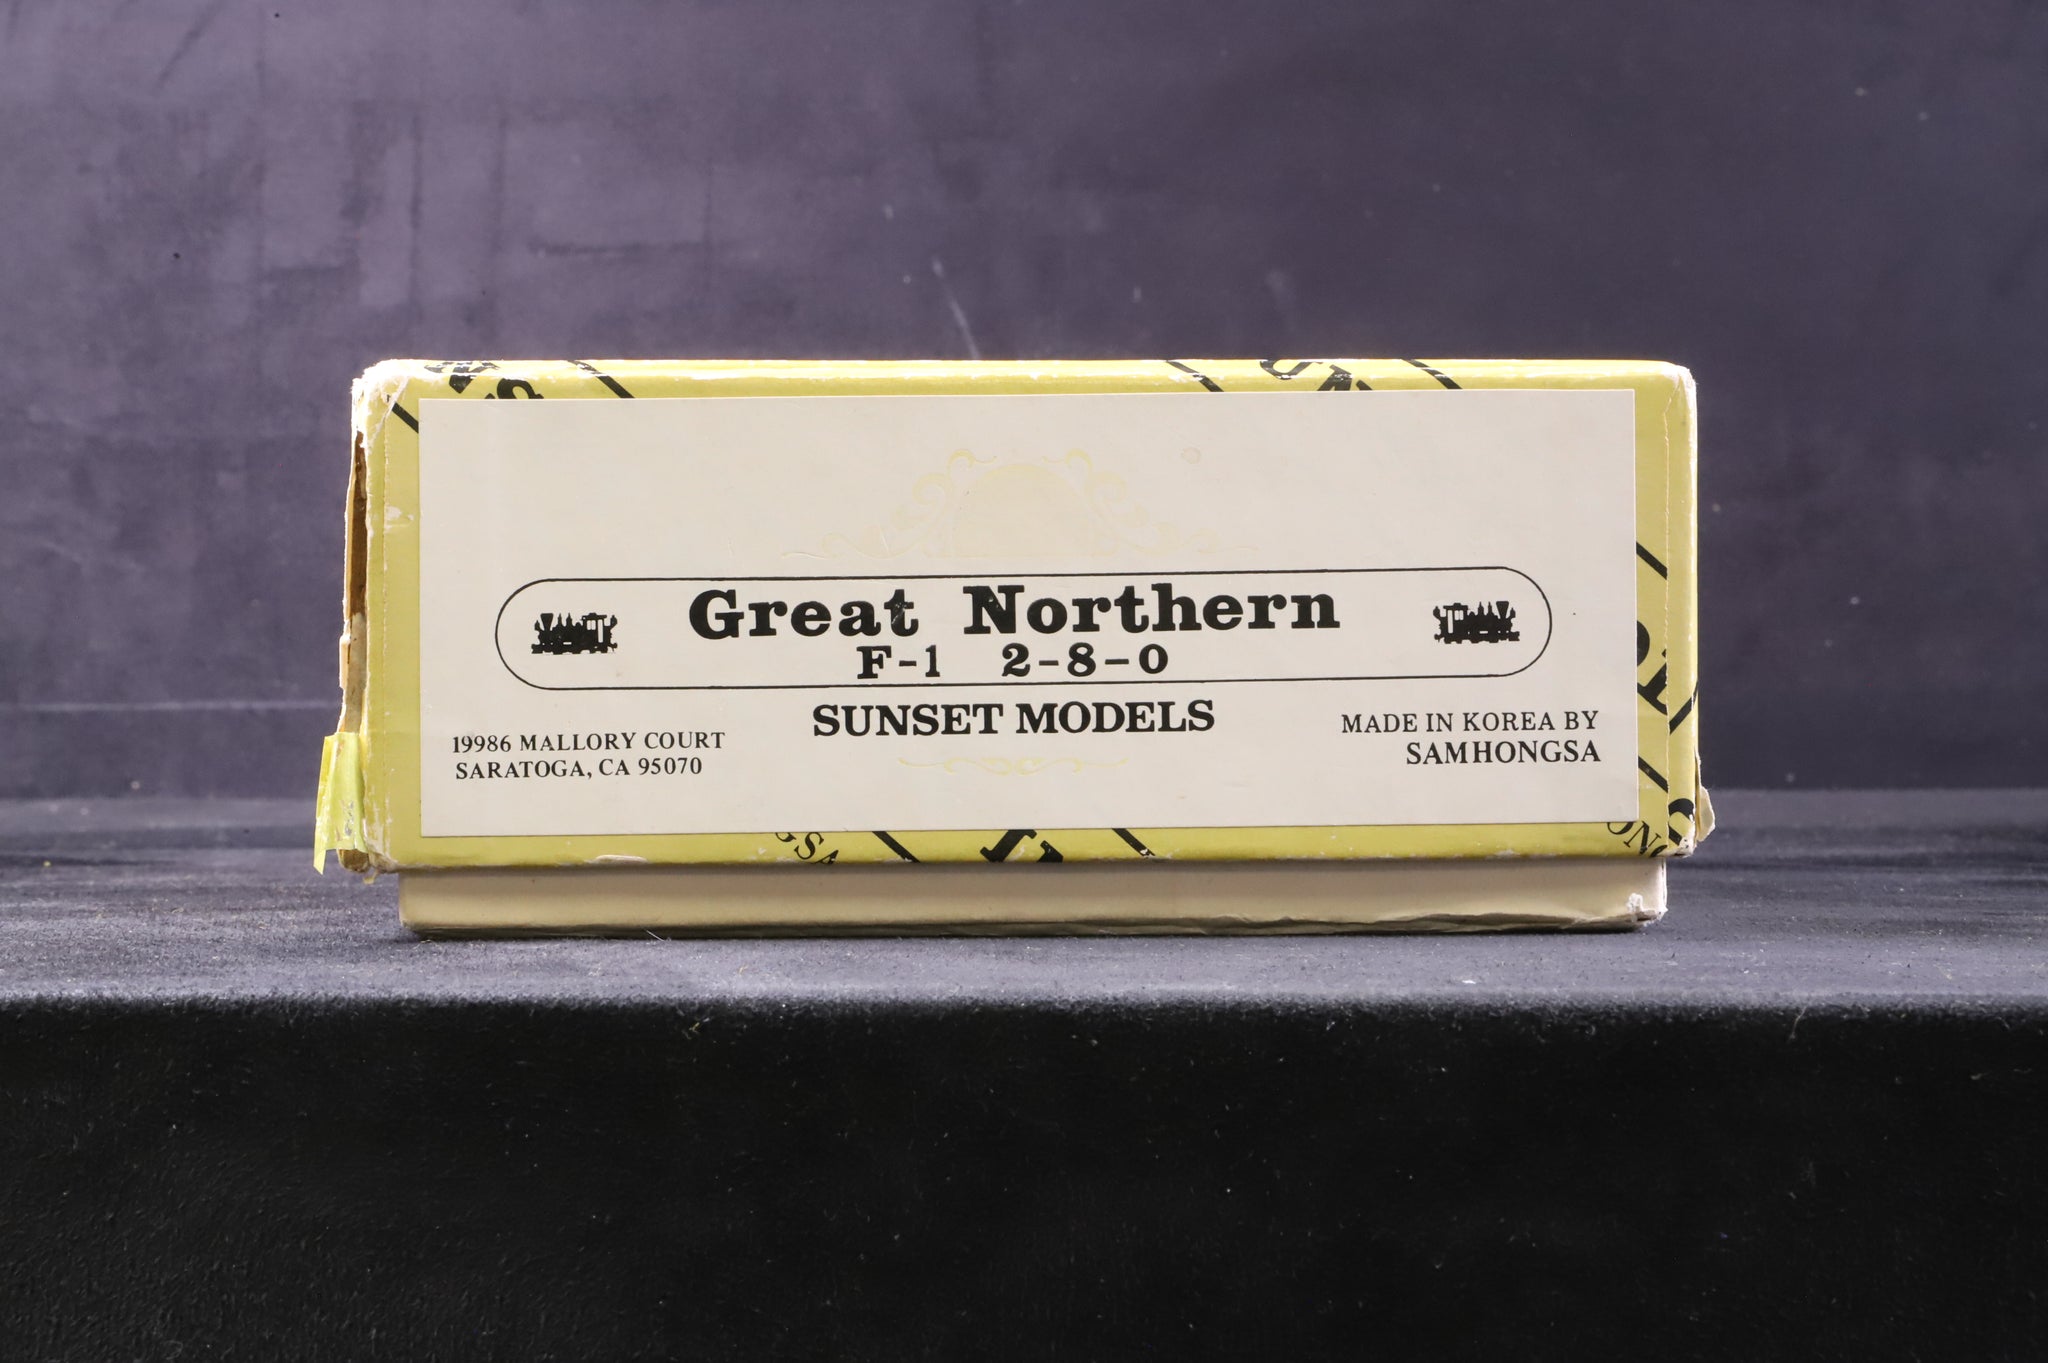 Great Northern
F-1 2-8-0
SUNSET MODELS
19986 MALLORY COURT
SARATOGA, CA 95070
MADE IN KOREA BY
SAMHONGSA